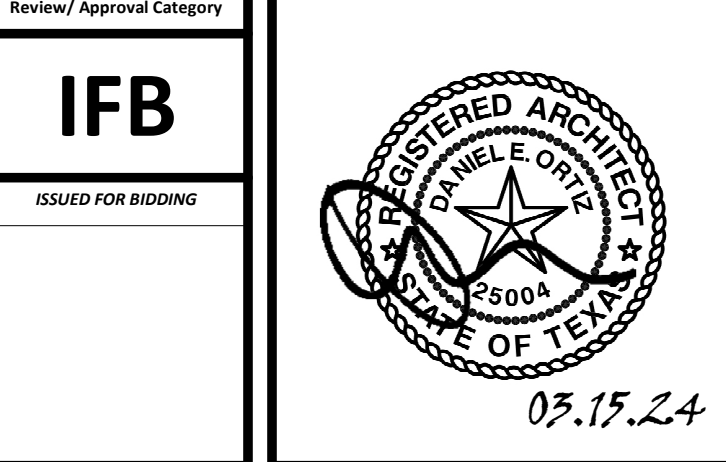 Review/ Approval Category
IFB
ISSUED FOR BIDDING
REGISTERED ARCHITECT
DANIEL E. ORTIZ
25004
STATE OF TEXAS
03.15.24